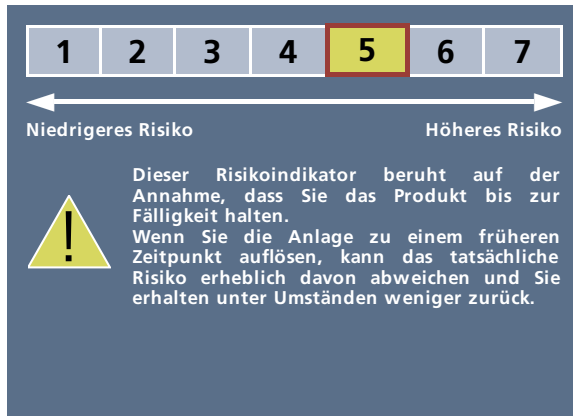 1 2 3 4 5 6 7
Niedrigeres Risiko Höheres Risiko
Dieser Risikoindikator beruht auf der
Annahme, dass Sie das Produkt bis zur
Fälligkeit halten.
Wenn Sie die Anlage zu einem früheren
Zeitpunkt auflösen, kann das tatsächliche
Risiko erheblich davon abweichen und Sie
erhalten unter Umständen weniger zurück.
!